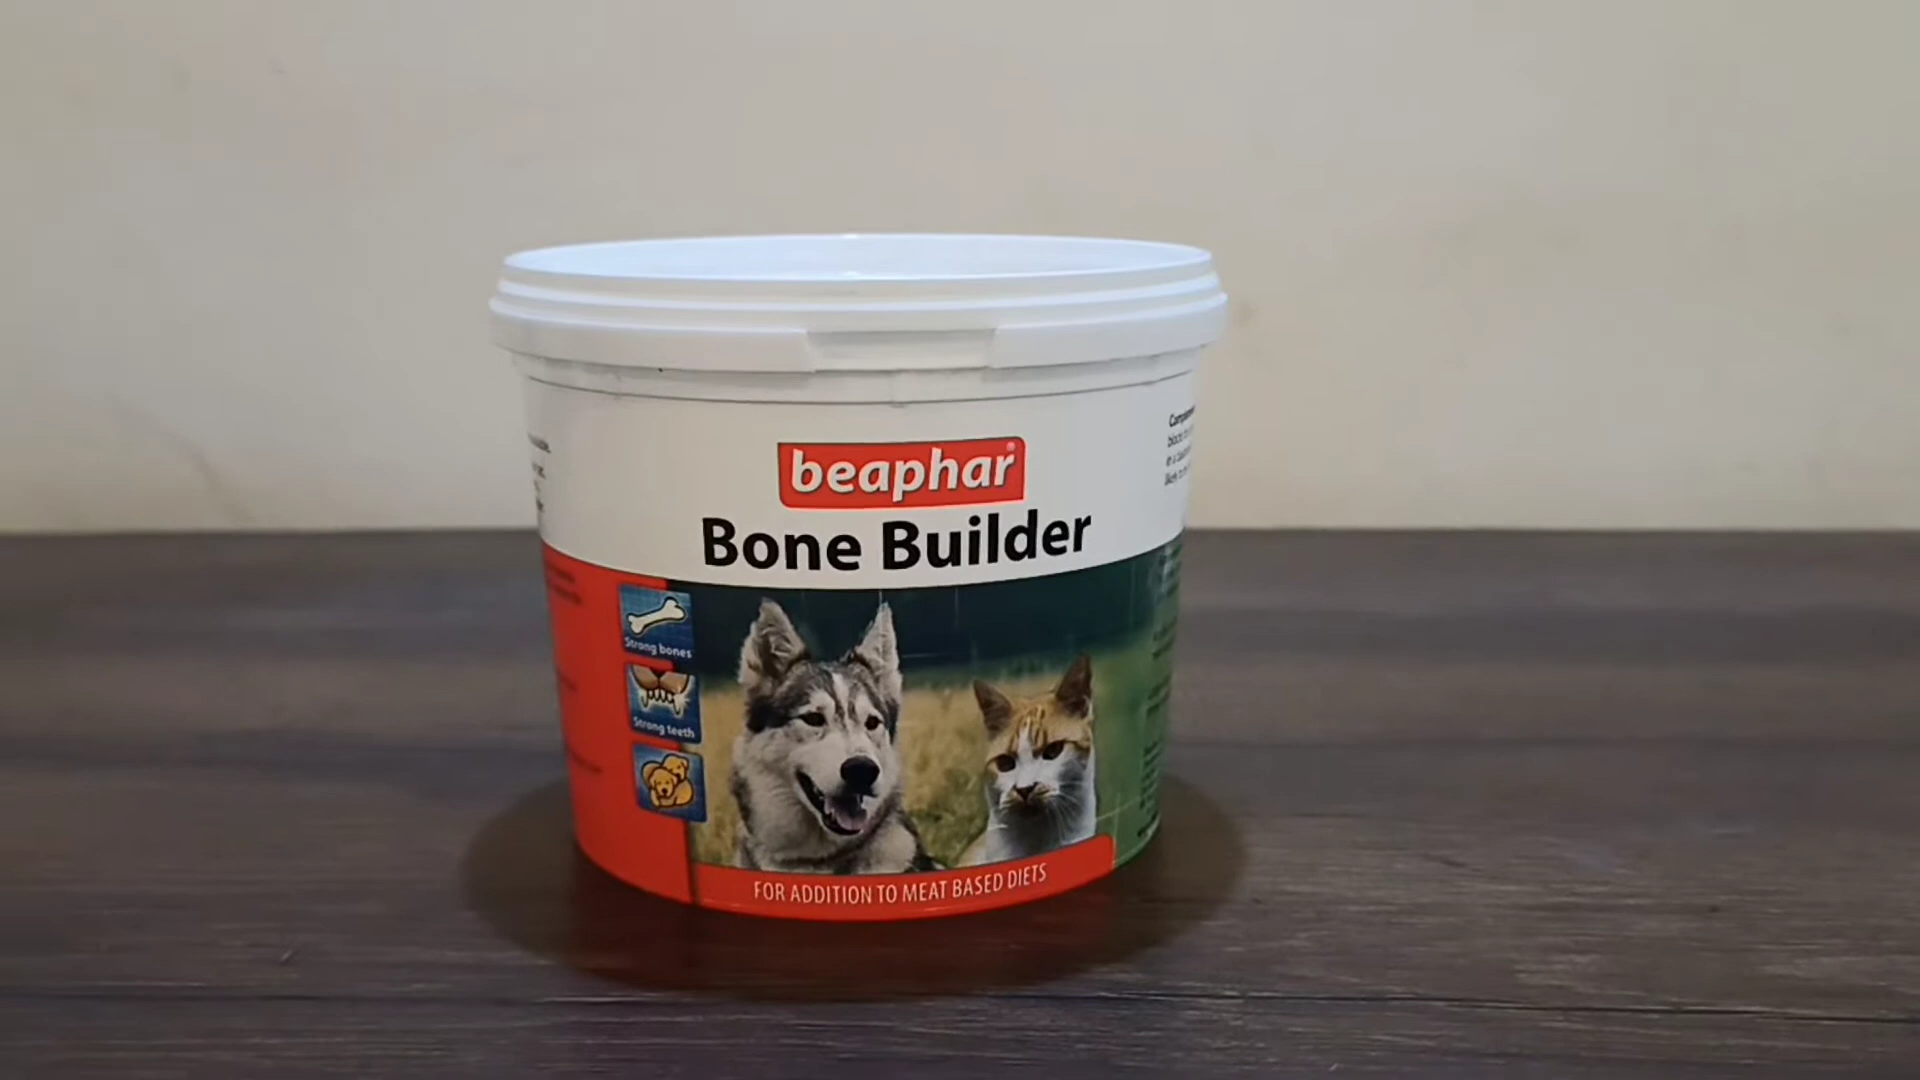 beaphar®
Bone Builder
Strong bones
Strong teeth
FOR ADDITION TO MEAT BASED DIETS